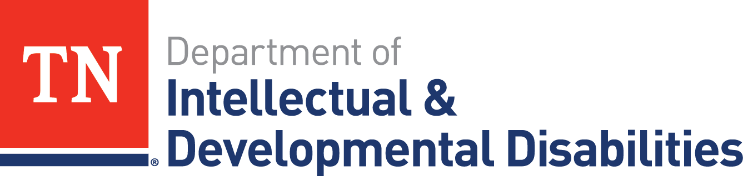 TN
®
Department of
Intellectual &
Developmental Disabilities